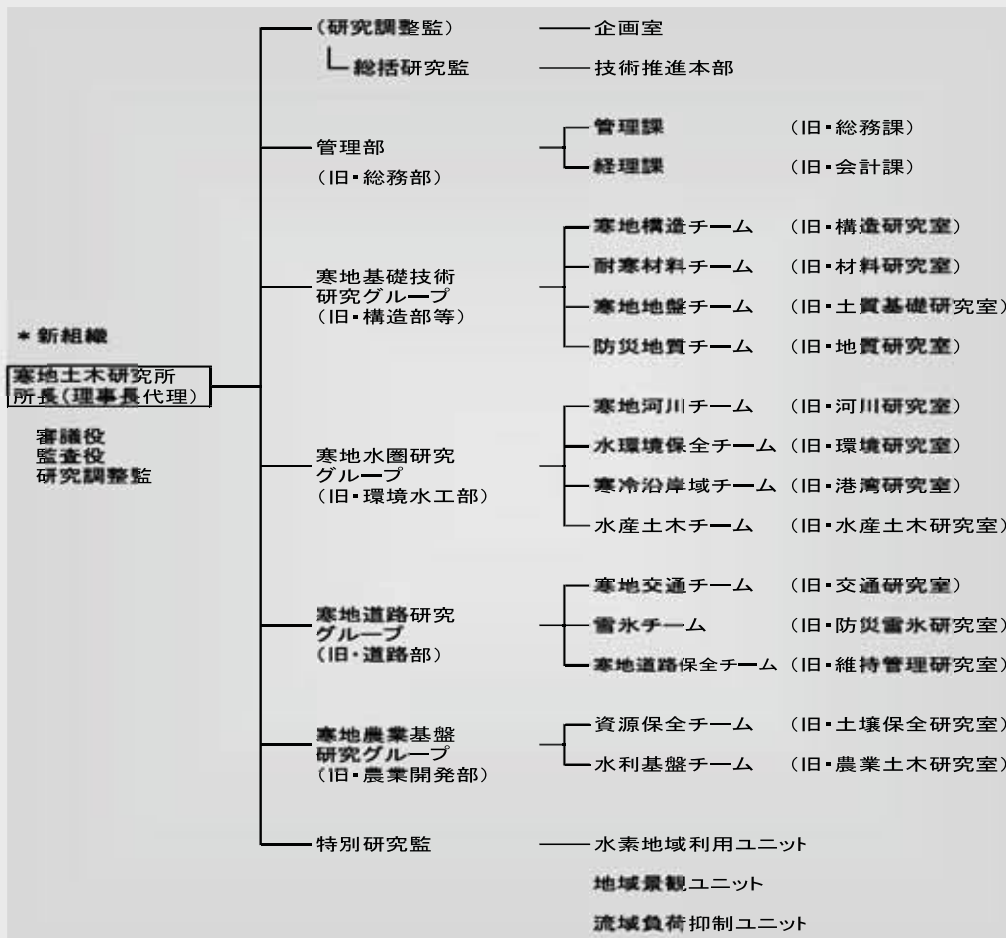 (研究調整監) 企画室
総括研究監 技術推進本部
管理部
(旧・総務部)
管理課 (旧・総務課)
経理課 (旧・会計課)
寒地基礎技術
研究グループ
(旧・構造部等)
寒地構造チーム (旧・構造研究室)
耐寒材料チーム (旧・材料研究室)
寒地地盤チーム (旧・土質基礎研究室)
防災地質チーム (旧・地質研究室)
*新組織
寒地土木研究所
所長(理事長代理)
審議役
監査役
研究調整監
寒地水圏研究
グループ
(旧・環境水工部)
寒地河川チーム (旧・河川研究室)
水環境保全チーム (旧・環境研究室)
寒冷沿岸域チーム (旧・港湾研究室)
水産土木チーム (旧・水産土木研究室)
寒地道路研究
グループ
(旧・道路部)
寒地交通チーム (旧・交通研究室)
雪氷チーム (旧・防災雪氷研究室)
寒地道路保全チーム (旧・維持管理研究室)
寒地農業基盤
研究グループ
(旧・農業開発部)
資源保全チーム (旧・土壌保全研究室)
水利基盤チーム (旧・農業土木研究室)
特別研究監 水素地域利用ユニット
地域景観ユニット
流域負荷抑制ユニット